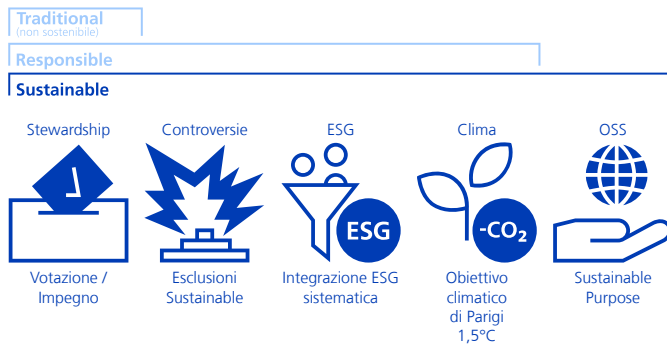 Traditional
(non sostenibile)
Responsible
Sustainable
Stewardship
Controversie
ESG
Clima
OSS
ESG
-CO₂
Votazione /
Impegno
Esclusioni
Sustainable
Integrazione ESG
sistematica
Obiettivo
climatico
di Parigi
1,5°C
Sustainable
Purpose